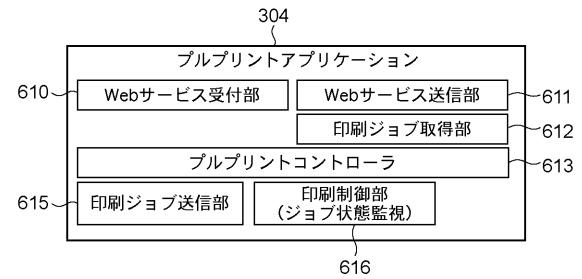 304
プルプリントアプリケーション
610
Webサービス受付部
Webサービス送信部
611
印刷ジョブ取得部
612
プルプリントコントローラ
613
615
印刷ジョブ送信部
印刷制御部
（ジョブ状態監視）
616